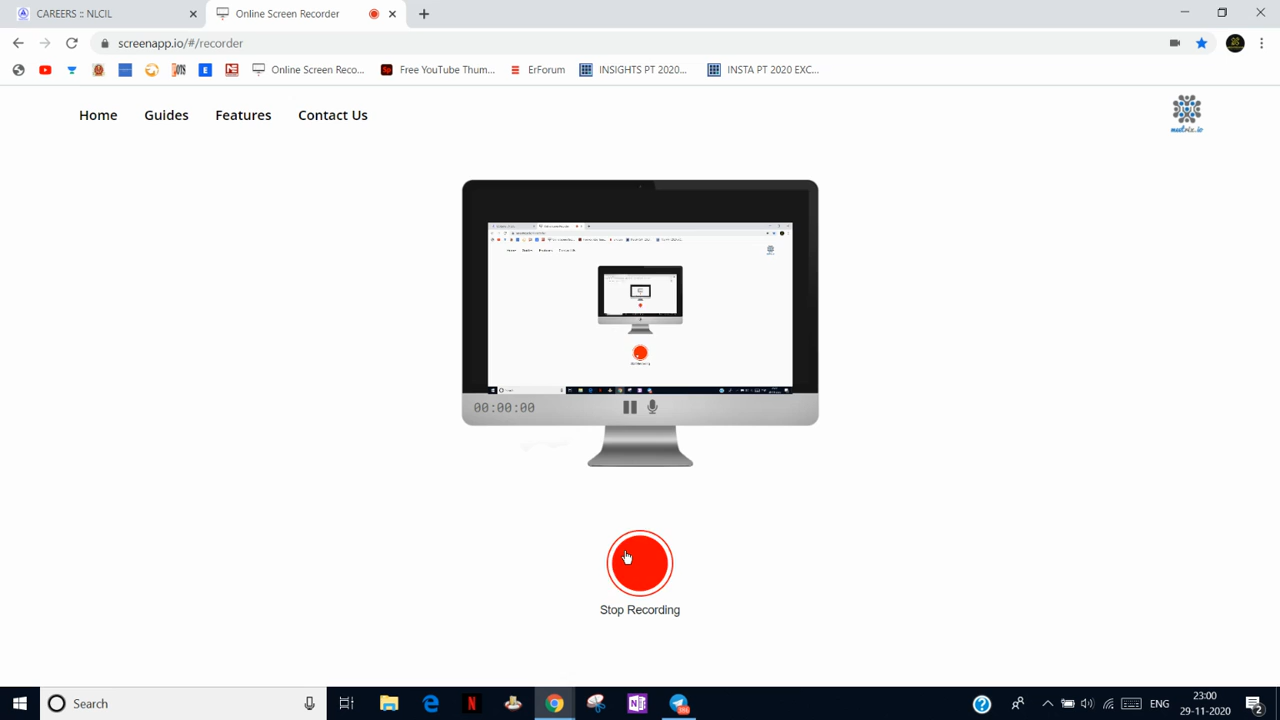 CAREERS :: NLCIL
Online Screen Recorder
screenapp.io/#/recorder
Online Screen Reco...
Free YouTube Thum...
ErForum
INSIGHTS PT 2020...
INSTA PT 2020 EXC...
Home
Guides
Features
Contact Us
00:00:00
Stop Recording
Search
ENG
23:00
29-11-2020